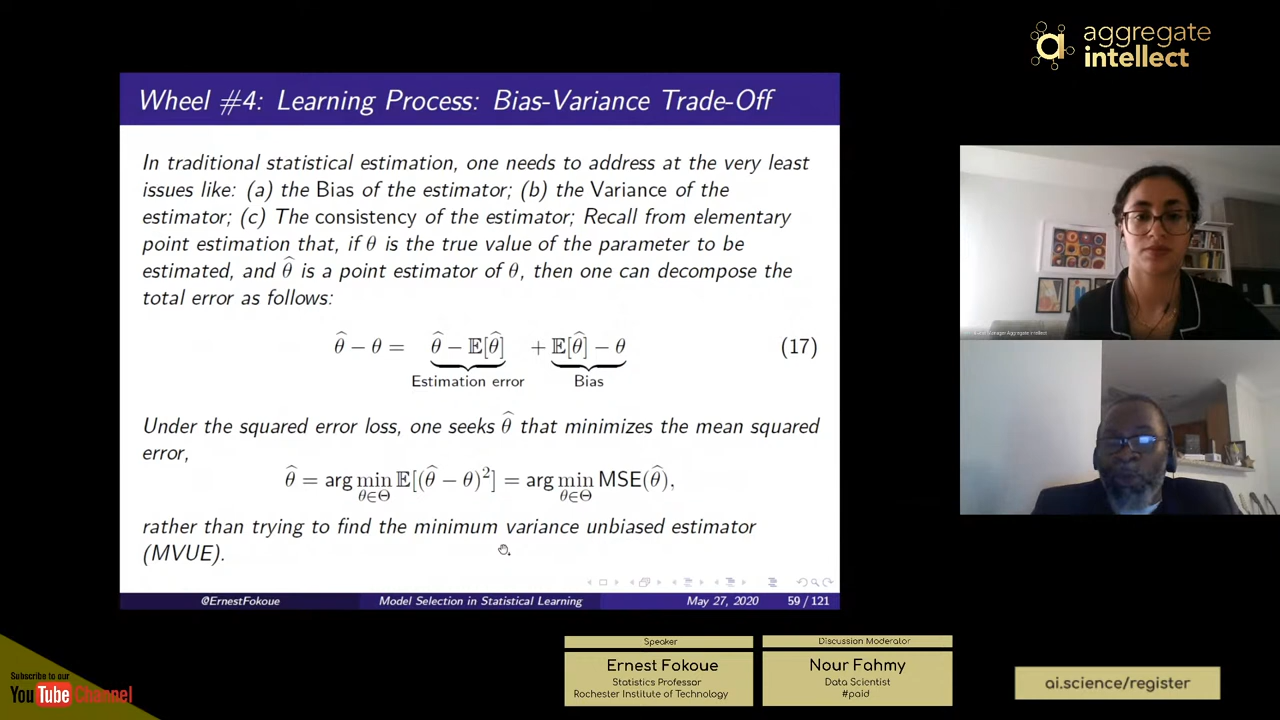 aggregate
intellect
Wheel #4: Learning Process: Bias-Variance Trade-Off
In traditional statistical estimation, one needs to address at the very least
issues like: (a) the Bias of the estimator; (b) the Variance of the
estimator; (c) The consistency of the estimator; Recall from elementary
point estimation that, if θ is the true value of the parameter to be
estimated, and θ̂ is a point estimator of θ, then one can decompose the
total error as follows:
θ̂ − θ = θ̂ − 𝔼[θ̂] + 𝔼[θ̂] − θ (17)
Estimation error Bias
Under the squared error loss, one seeks θ̂ that minimizes the mean squared
error,
θ̂ = arg min 𝔼[(θ̂ − θ)²] = arg min MSE(θ̂),
θ∈Θ θ∈Θ
rather than trying to find the minimum variance unbiased estimator
(MVUE).
@ErnestFokoue Model Selection in Statistical Learning May 27, 2020 59 / 121
Speaker
Ernest Fokoue
Statistics Professor
Rochester Institute of Technology
Discussion Moderator
Nour Fahmy
Data Scientist
#paid
Subscribe to our
YouTube Channel
ai.science/register